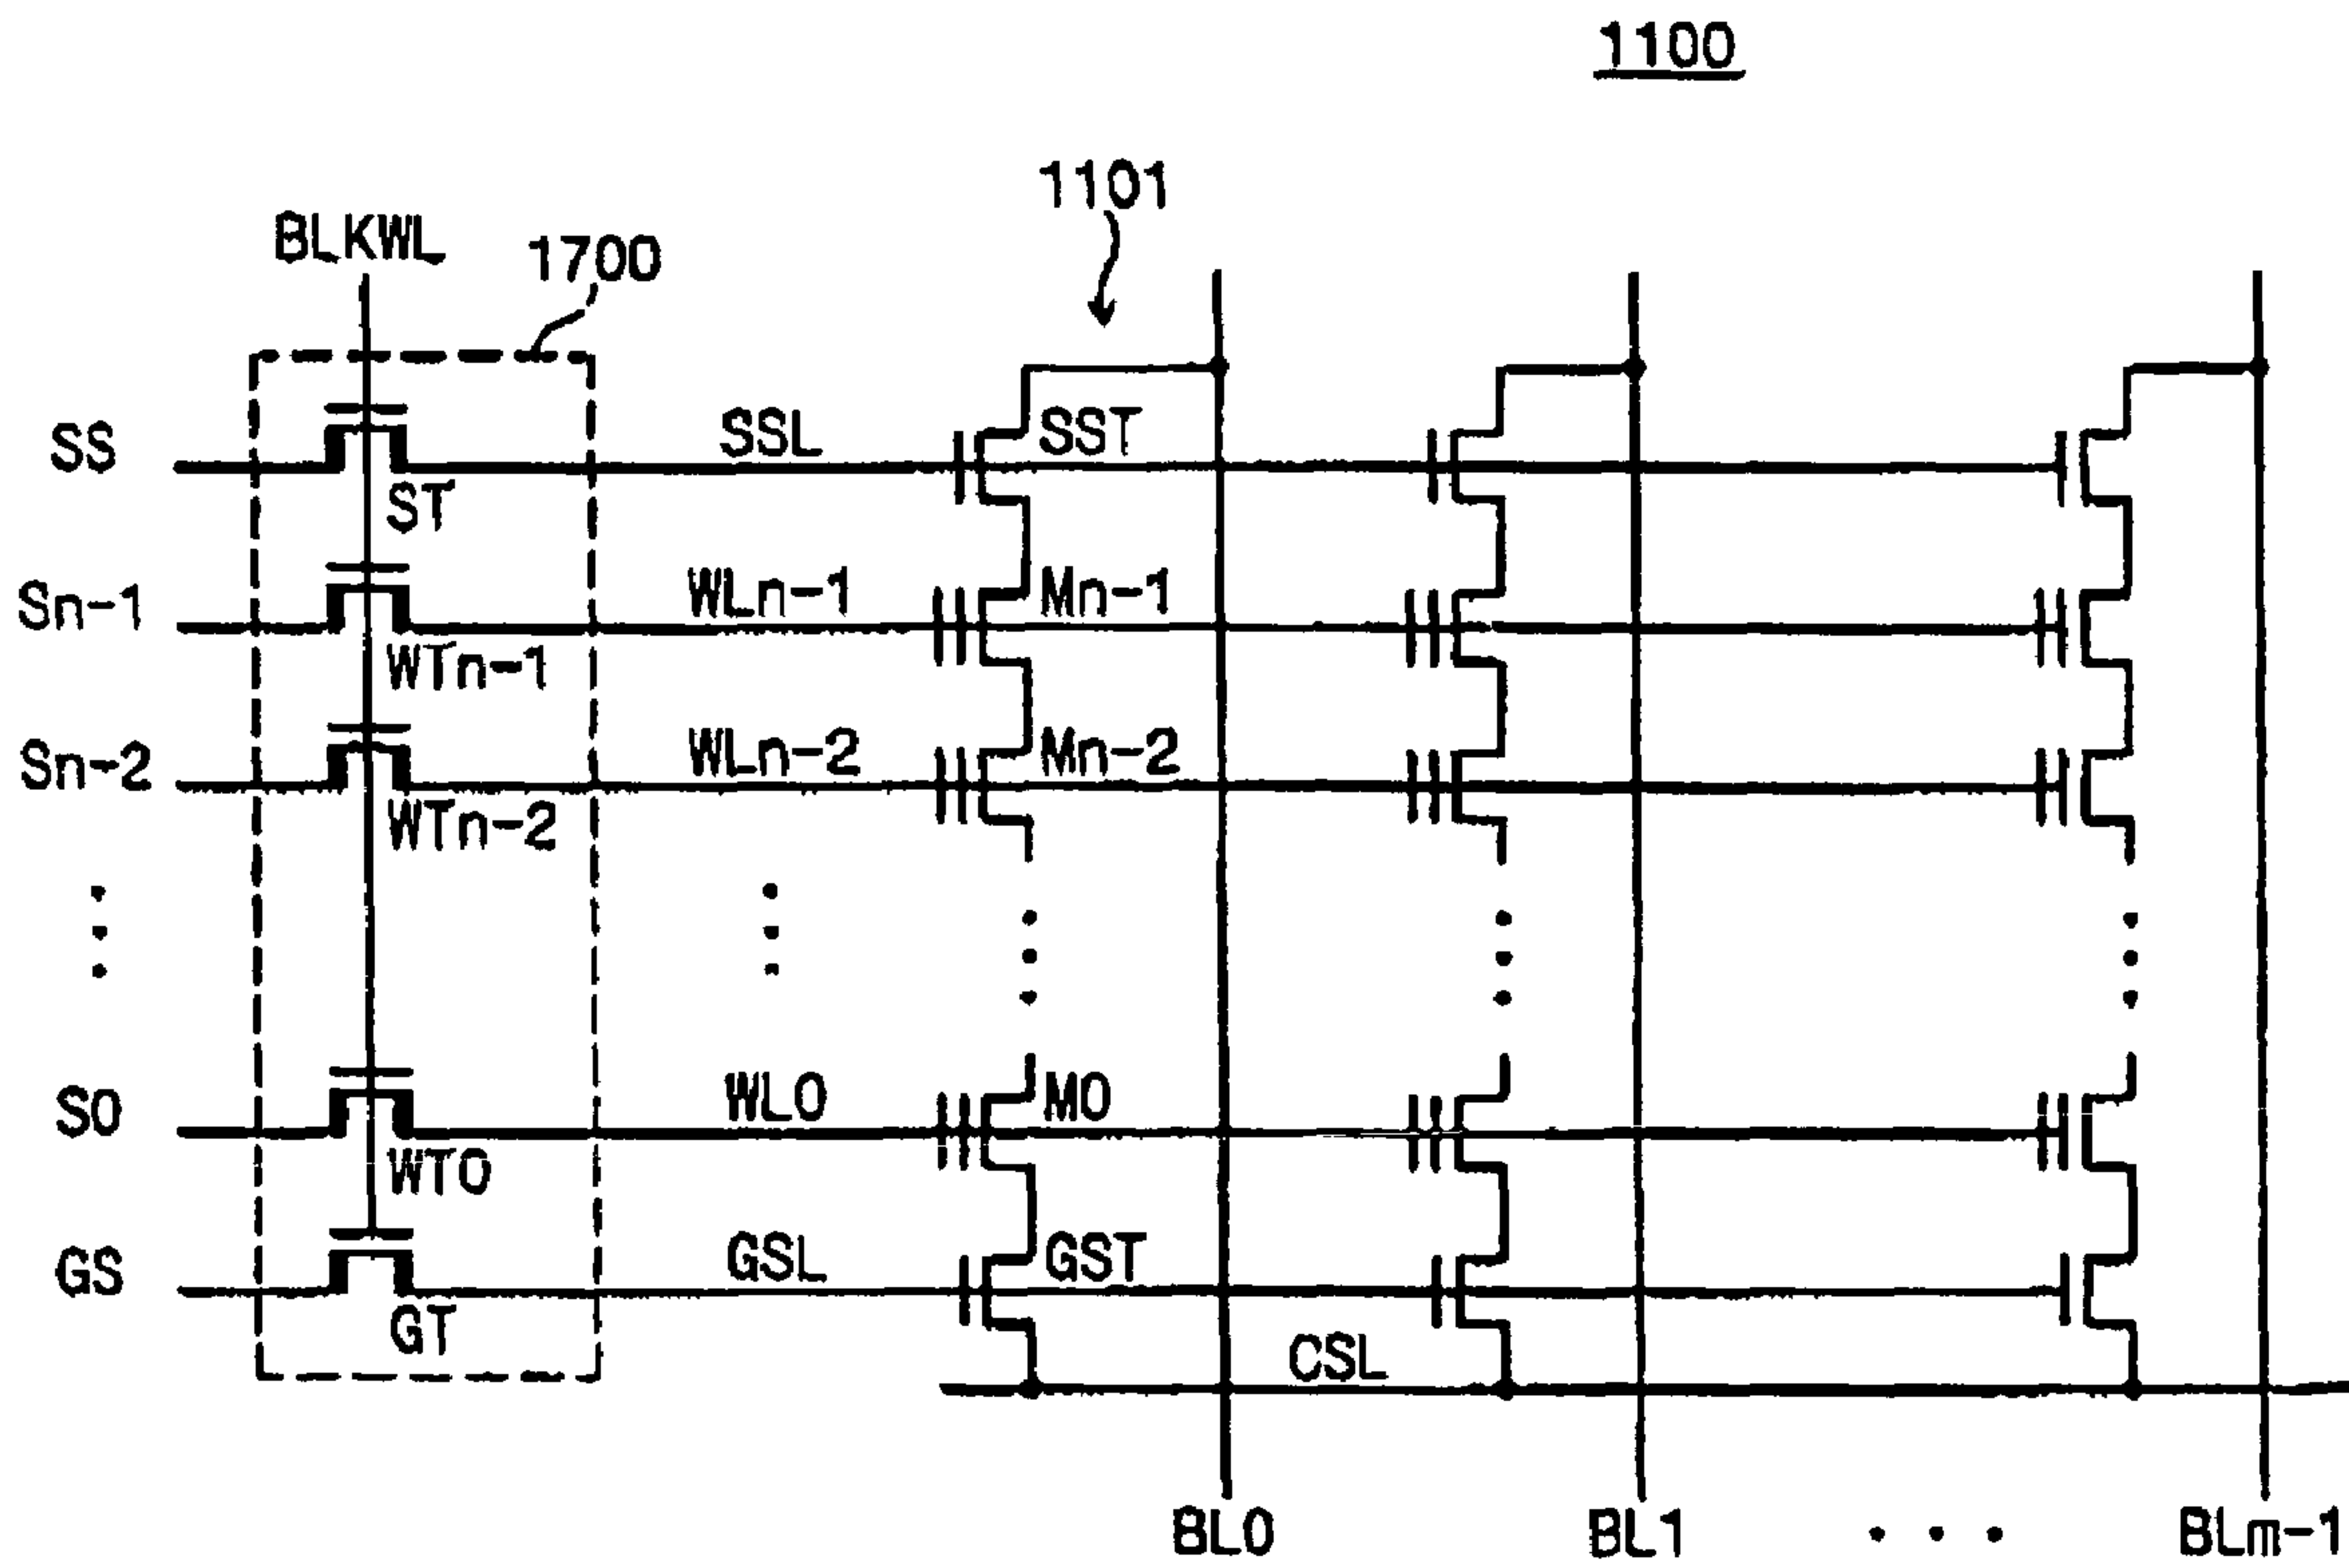 1100
1101
BLKWL
1700
SS
SSL
SST
ST
Sn-1
WLn-1
Mn-1
WTn-1
Sn-2
WLn-2
Mn-2
WTn-2
S0
WL0
M0
WT0
GS
GSL
GST
GT
CSL
BL0
BL1
BLm-1